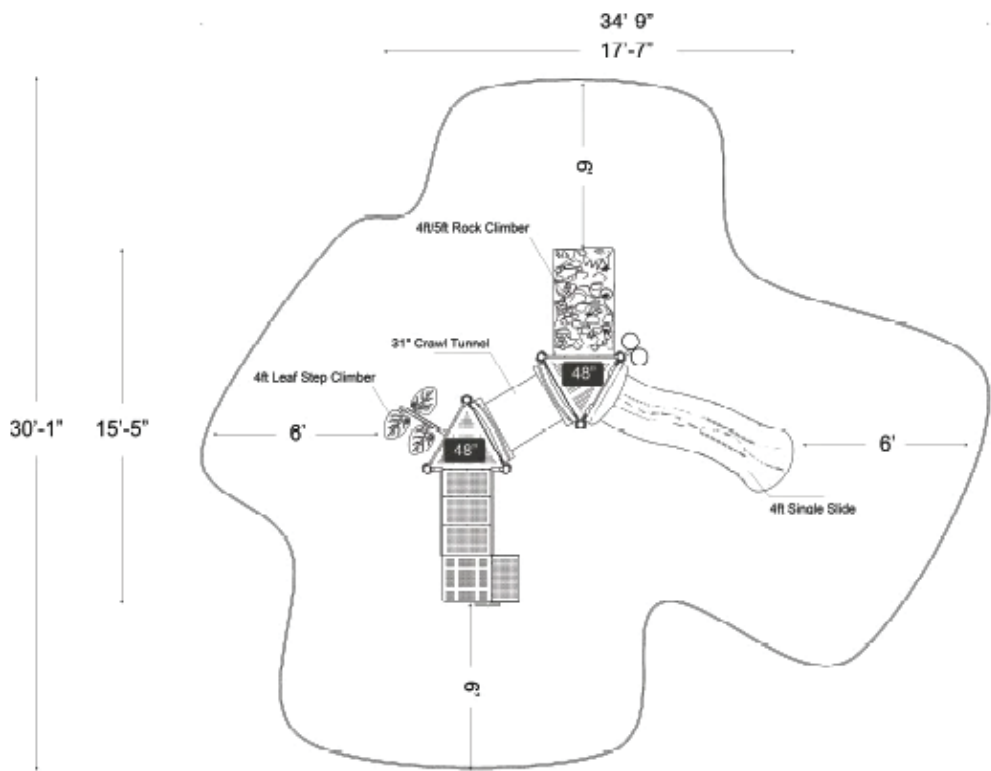 34' 9"
17'-7"
6'
4ft/5ft Rock Climber
31" Crawl Tunnel
48"
4ft Leaf Step Climber
30'-1"
15'-5"
6'
48"
6'
4ft Single Slide
6'